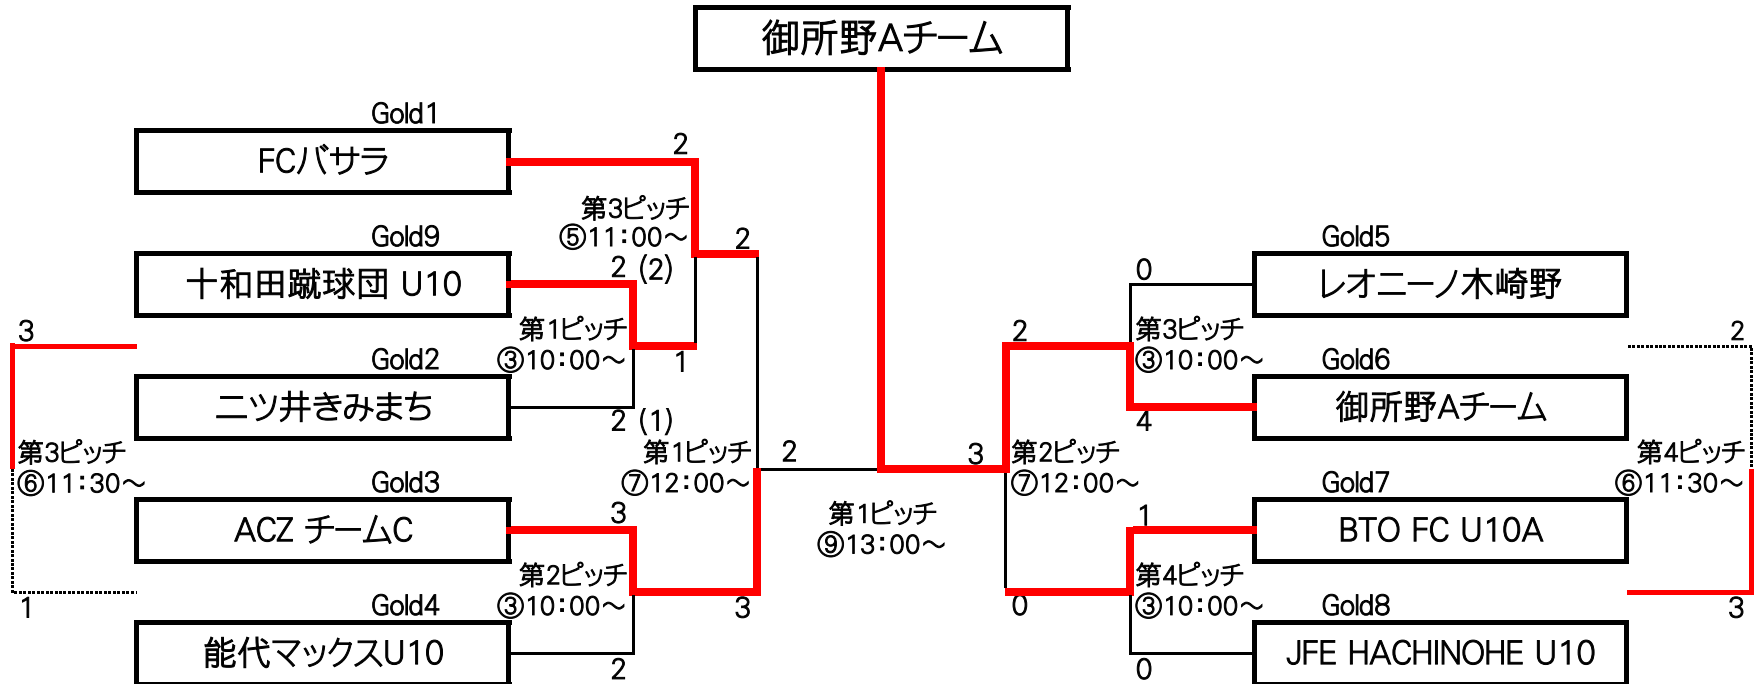 御所野Aチーム
Gold1
FCバサラ
2
第3ピッチ
⑤11:00～
Gold9
十和田蹴球団 U10
2 (2)
2
第1ピッチ
③10:00～
1
Gold2
ニツ井きみまち
2 (1)
3
第3ピッチ
⑥11:30～
1
Gold3
ACZ チームC
3
第1ピッチ
⑦12:00～
第2ピッチ
③10:00～
3
Gold4
能代マックスU10
2
2
3
第1ピッチ
⑨13:00～
Gold5
レオニーノ木崎野
0
2
第3ピッチ
③10:00～
Gold6
御所野Aチーム
4
第2ピッチ
⑦12:00～
Gold7
BTO FC U10A
1
0
第4ピッチ
③10:00～
Gold8
JFE HACHINOHE U10
0
2
第4ピッチ
⑥11:30～
3